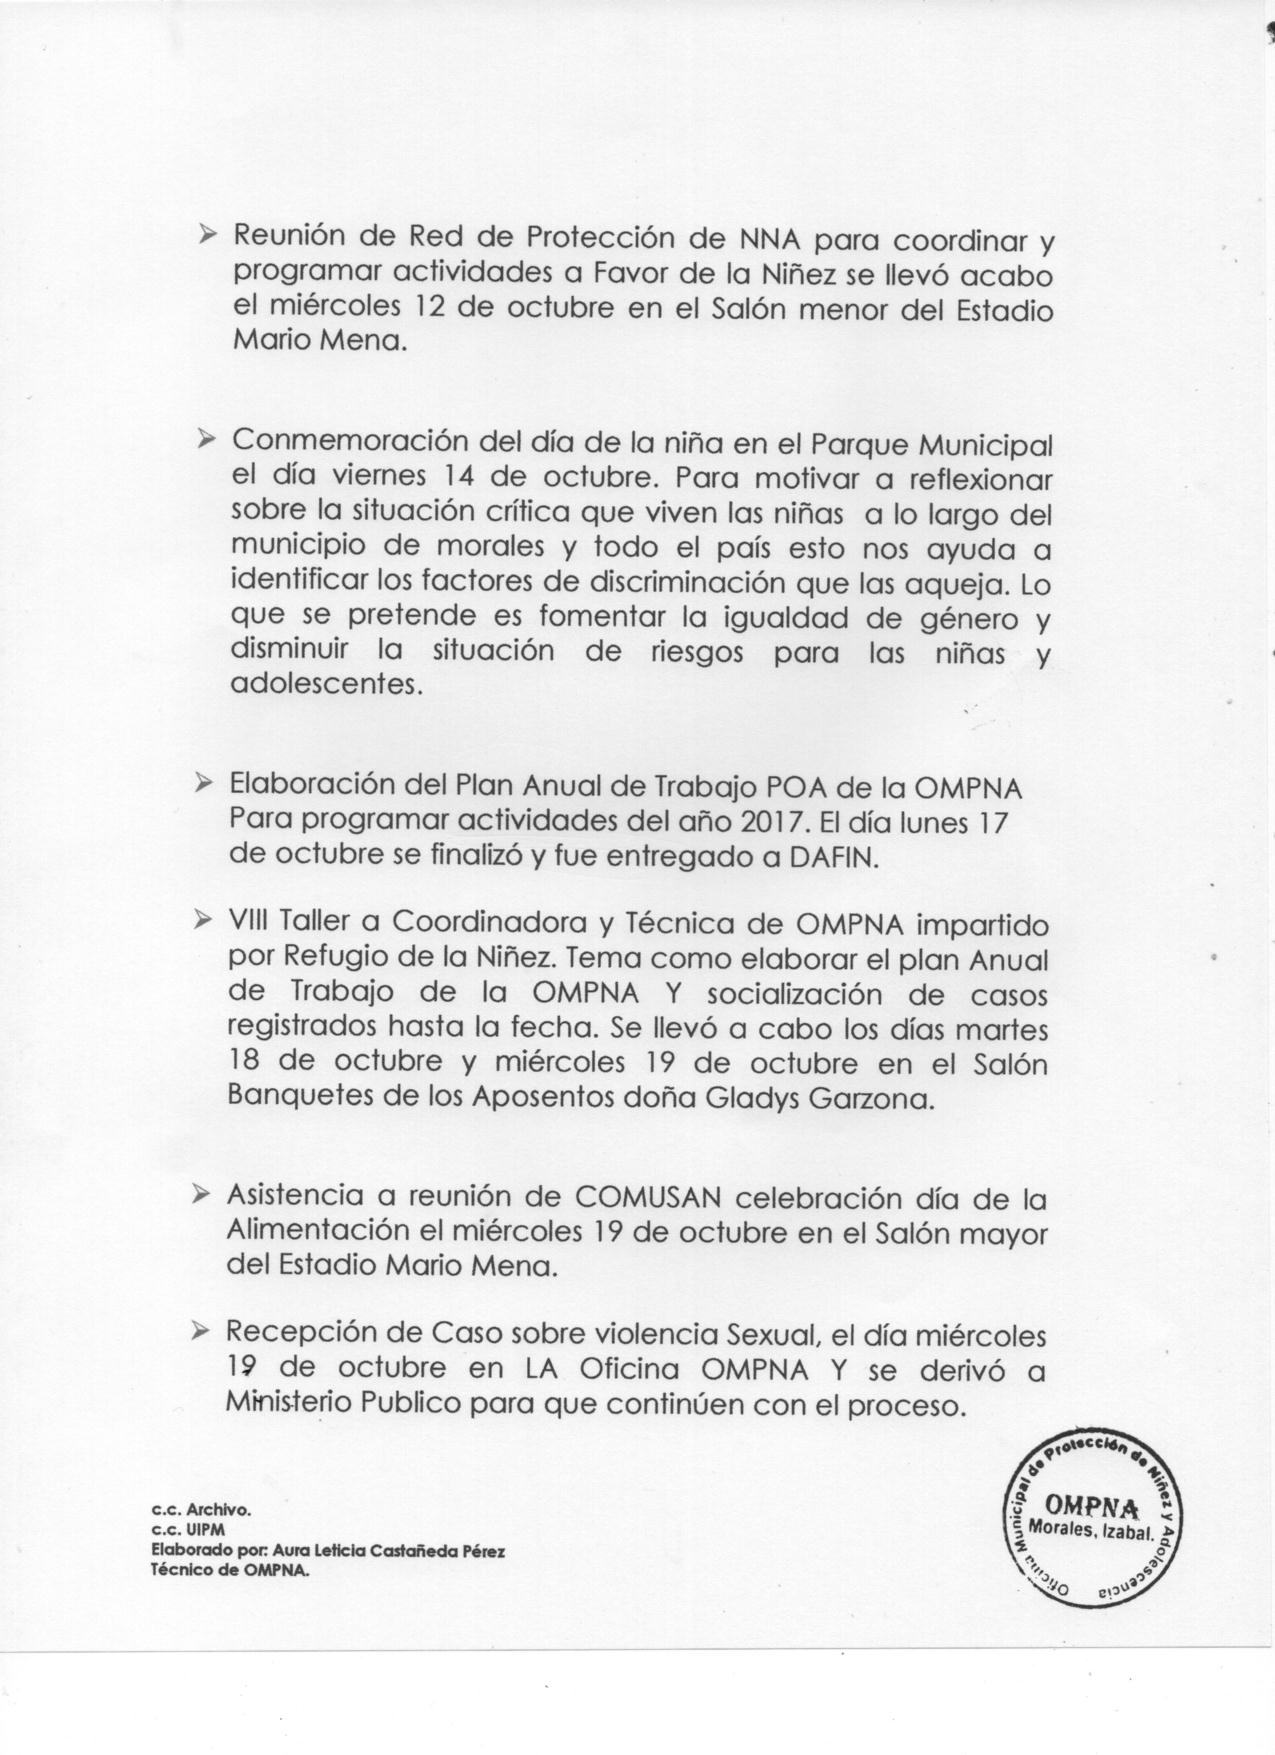 ➢ Reunión de Red de Protección de NNA para coordinar y
programar actividades a Favor de la Niñez se llevó acabo
el miércoles 12 de octubre en el Salón menor del Estadio
Mario Mena.
➢ Conmemoración del día de la niña en el Parque Municipal
el día viernes 14 de octubre. Para motivar a reflexionar
sobre la situación crítica que viven las niñas a lo largo del
municipio de morales y todo el país esto nos ayuda a
identificar los factores de discriminación que las aqueja. Lo
que se pretende es fomentar la igualdad de género y
disminuir la situación de riesgos para las niñas y
adolescentes.
➢ Elaboración del Plan Anual de Trabajo POA de la OMPNA
Para programar actividades del año 2017. El día lunes 17
de octubre se finalizó y fue entregado a DAFIN.
➢ VIII Taller a Coordinadora y Técnica de OMPNA impartido
por Refugio de la Niñez. Tema como elaborar el plan Anual
de Trabajo de la OMPNA Y socialización de casos
registrados hasta la fecha. Se llevó a cabo los días martes
18 de octubre y miércoles 19 de octubre en el Salón
Banquetes de los Aposentos doña Gladys Garzona.
➢ Asistencia a reunión de COMUSAN celebración día de la
Alimentación el miércoles 19 de octubre en el Salón mayor
del Estadio Mario Mena.
➢ Recepción de Caso sobre violencia Sexual, el día miércoles
19 de octubre en LA Oficina OMPNA Y se derivó a
Ministerio Publico para que continúen con el proceso.
c.c. Archivo.
c.c. UIPM
Elaborado por: Aura Leticia Castañeda Pérez
Técnico de OMPNA.
Oficina Municipal de Protección de Niñez y Adolescencia
OMPNA
Morales, Izabal.